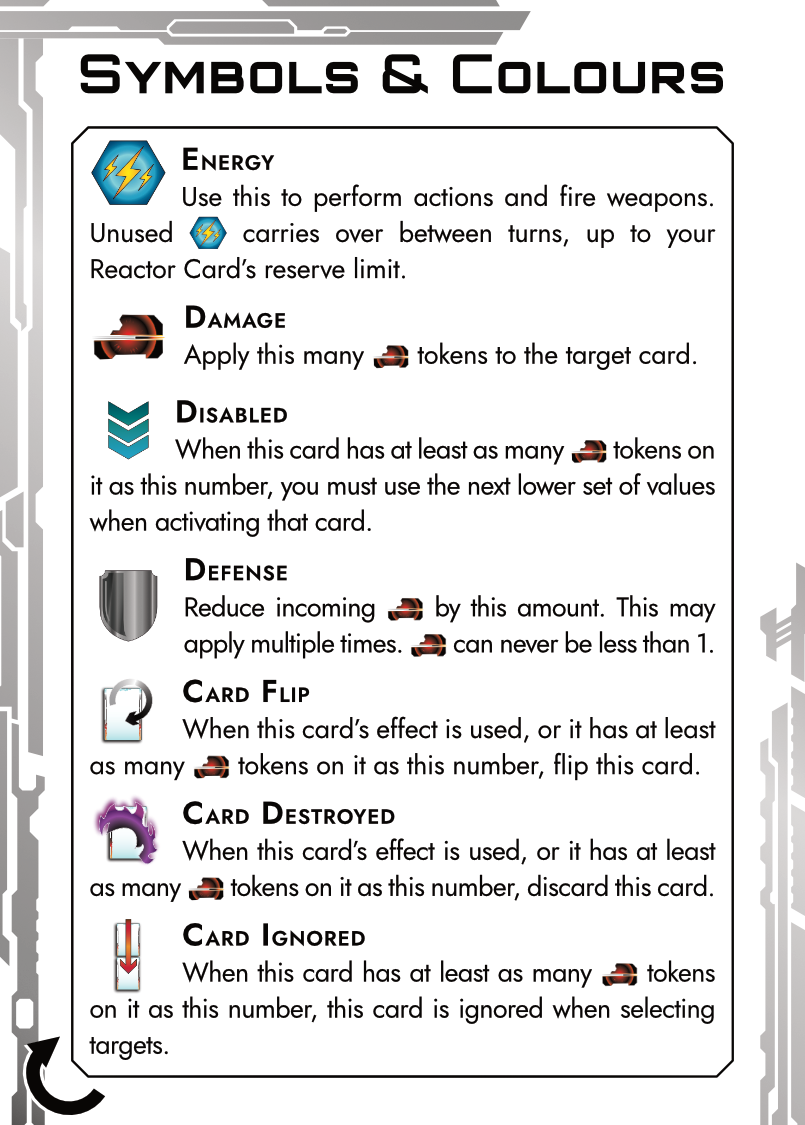 Symbols & Colours
Energy
Use this to perform actions and fire weapons.
Unused carries over between turns, up to your
Reactor Card’s reserve limit.
Damage
Apply this many tokens to the target card.
Disabled
When this card has at least as many tokens on
it as this number, you must use the next lower set of values
when activating that card.
Defense
Reduce incoming by this amount. This may
apply multiple times. can never be less than 1.
Card Flip
When this card’s effect is used, or it has at least
as many tokens on it as this number, flip this card.
Card Destroyed
When this card’s effect is used, or it has at least
as many tokens on it as this number, discard this card.
Card Ignored
When this card has at least as many tokens
on it as this number, this card is ignored when selecting
targets.